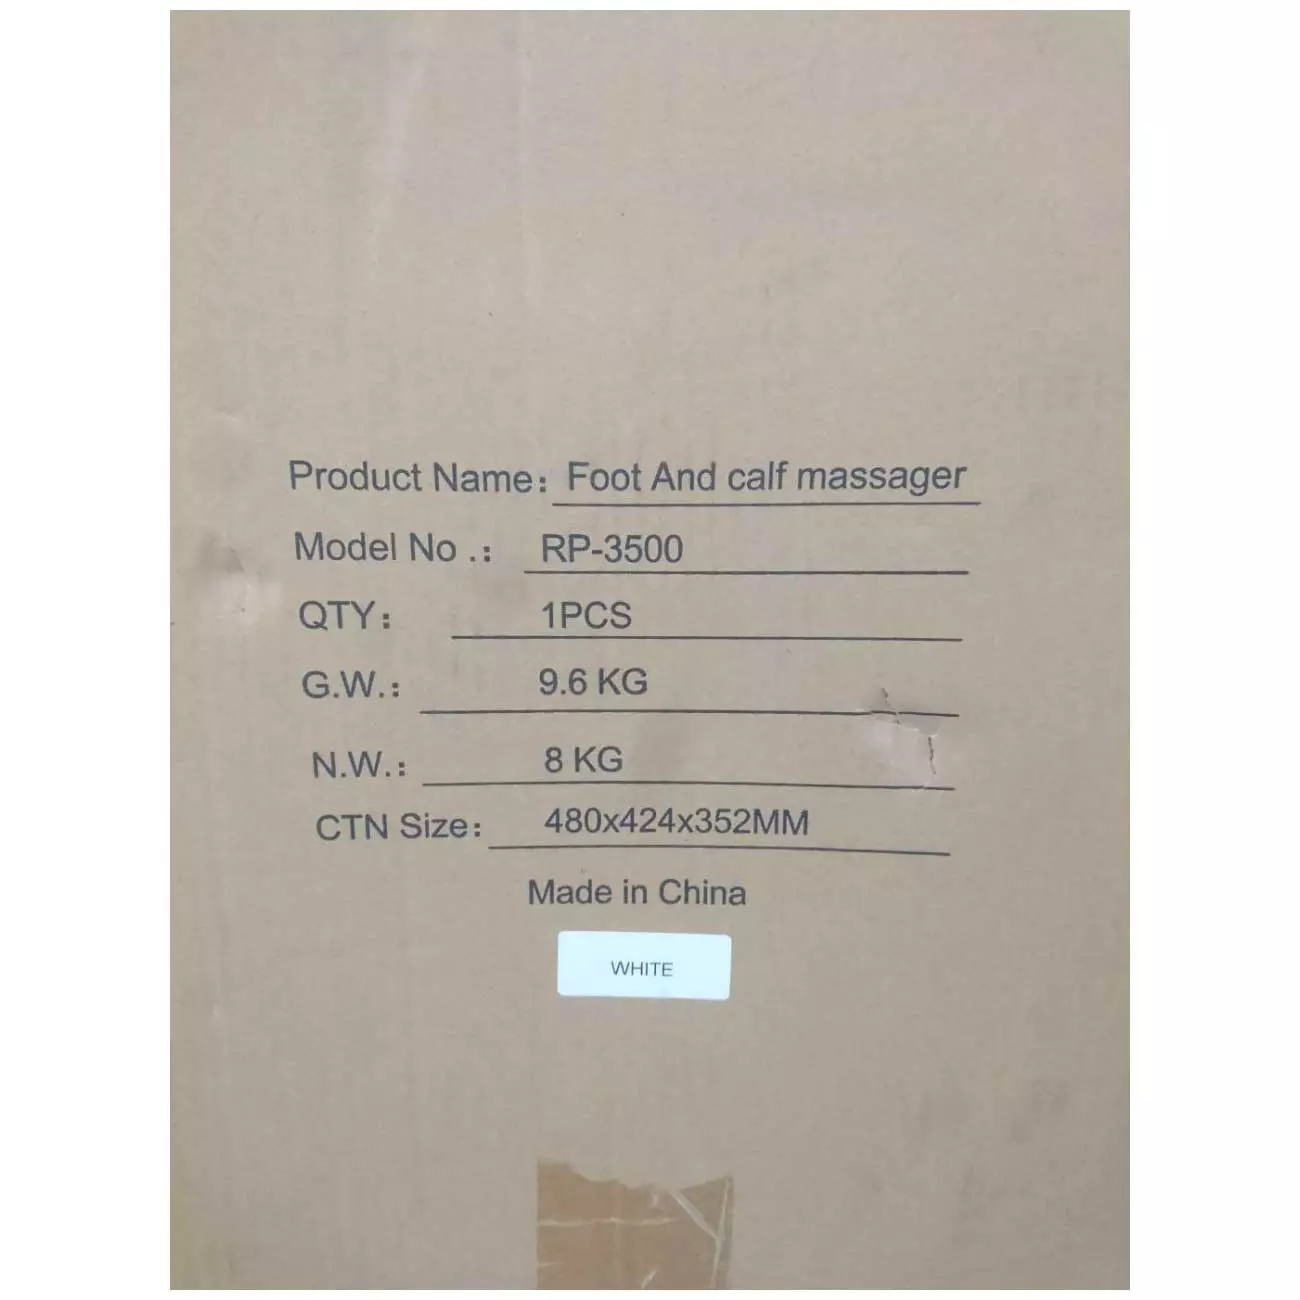 Product Name: Foot And calf massager
Model No .: RP-3500
QTY: 1PCS
G.W.: 9.6 KG
N.W.: 8 KG
CTN Size: 480x424x352MM
Made in China
WHITE